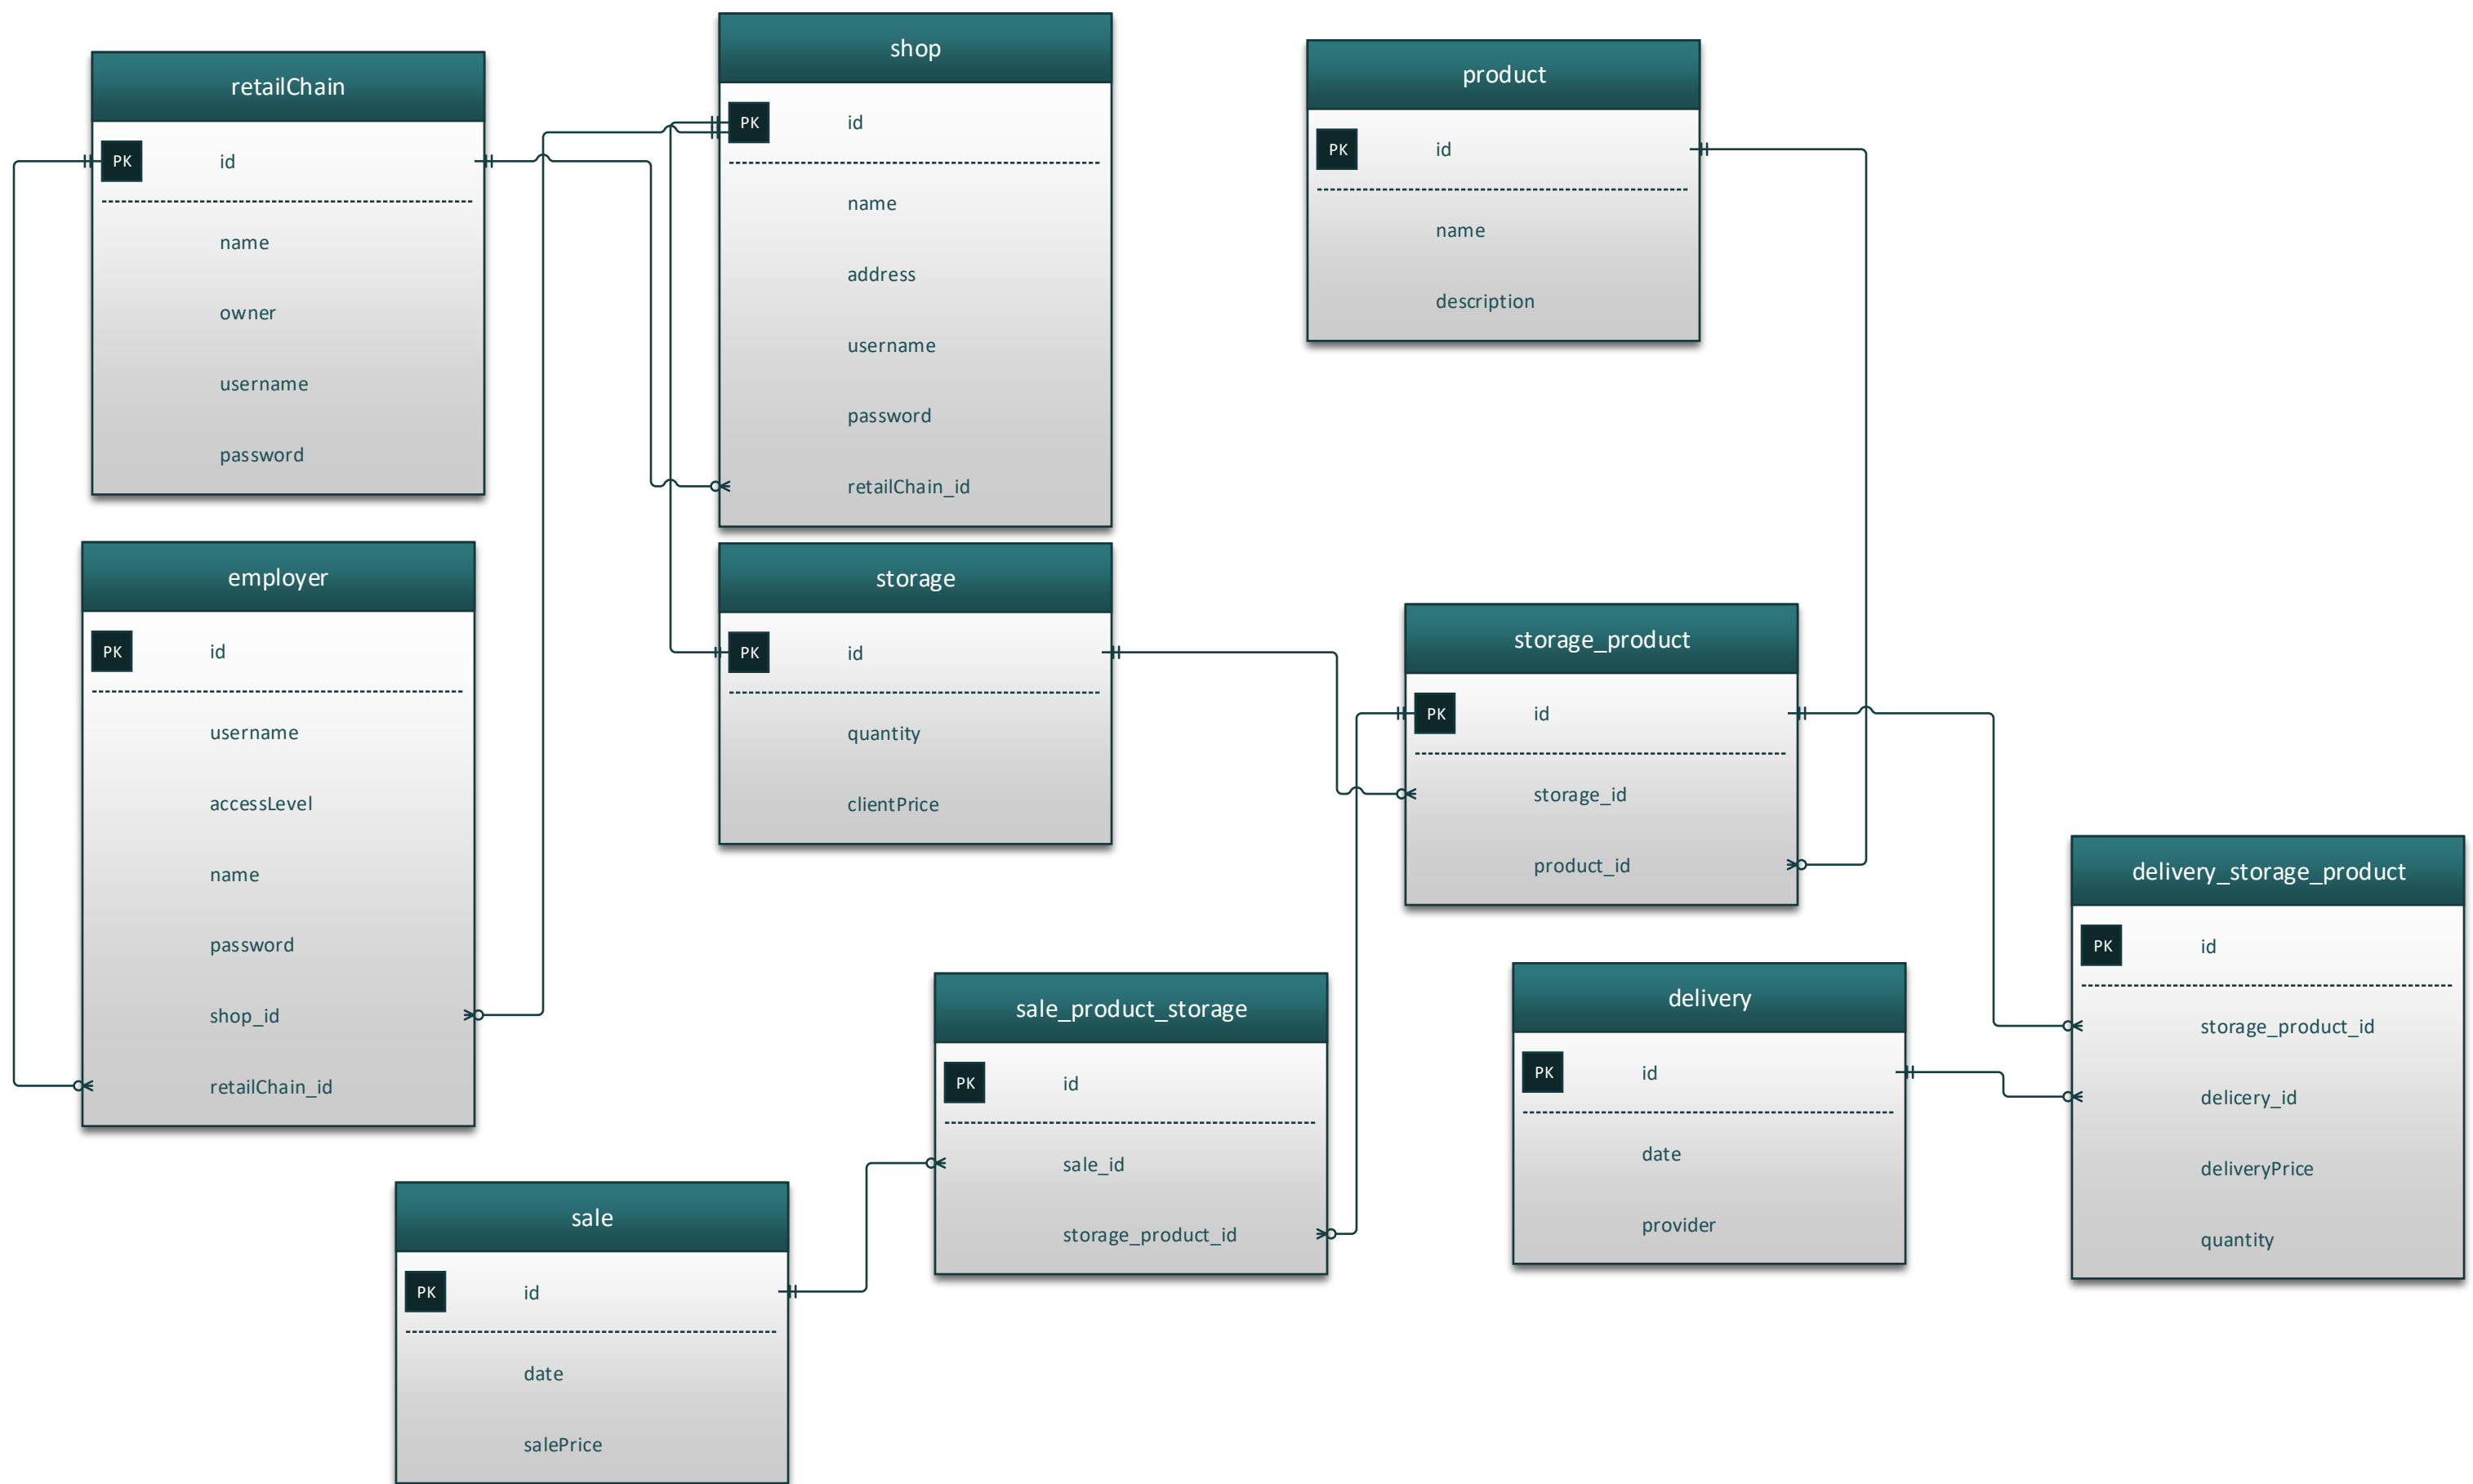 retailChain
PK id
name
owner
username
password
shop
PK id
name
address
username
password
retailChain_id
product
PK id
name
description
employer
PK id
username
accessLevel
name
password
shop_id
retailChain_id
storage
PK id
quantity
clientPrice
storage_product
PK id
storage_id
product_id
delivery_storage_product
PK id
storage_product_id
delicery_id
deliveryPrice
quantity
sale_product_storage
PK id
sale_id
storage_product_id
delivery
PK id
date
provider
sale
PK id
date
salePrice